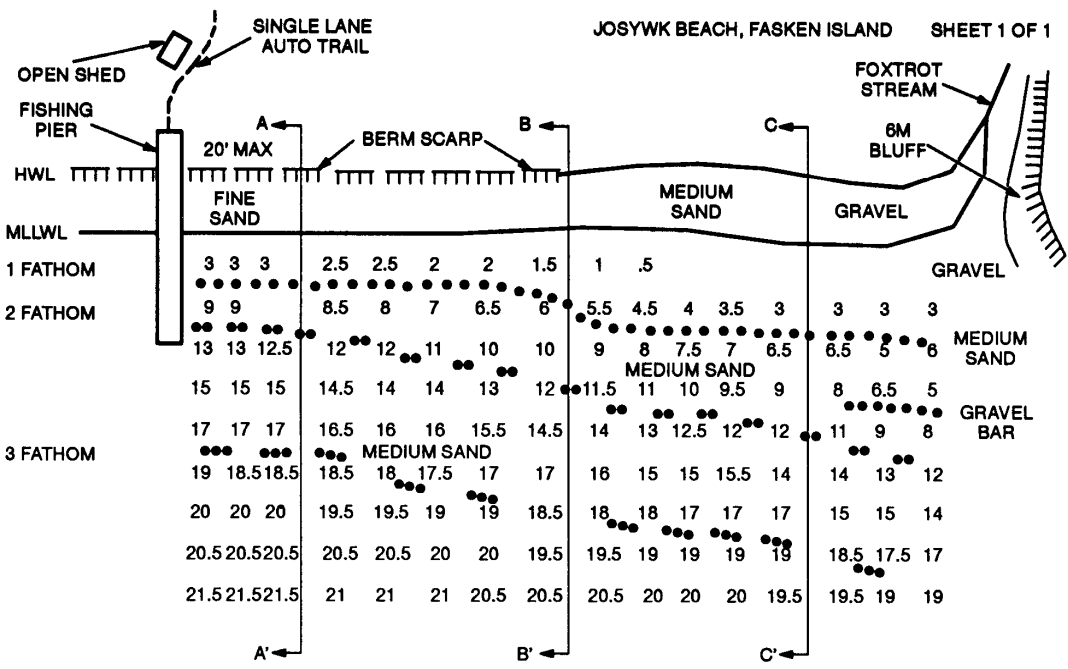 JOSYWK BEACH, FASKEN ISLAND SHEET 1 OF 1
SINGLE LANE
AUTO TRAIL
OPEN SHED
FOXTROT
STREAM
FISHING
PIER
A B C
6M
BLUFF
20' MAX
BERM SCARP
HWL
FINE
SAND
MEDIUM
SAND
GRAVEL
MLLWL
GRAVEL
1 FATHOM 3 3 3 2.5 2.5 2 2 1.5 1 .5
2 FATHOM 9 9 8.5 8 7 6.5 6 5.5 4.5 4 3.5 3 3 3 3
13 13 12.5 12 12 11 10 10 9 8 7.5 7 6.5 6.5 5 6
MEDIUM
SAND
MEDIUM SAND
15 15 15 14.5 14 14 13 12 11.5 11 10 9.5 9 8 6.5 5
GRAVEL
BAR
17 17 17 16.5 16 16 15.5 14.5 14 13 12.5 12 12 11 9 8
3 FATHOM
MEDIUM SAND
19 18.5 18.5 18.5 18 17.5 17 17 16 15 15 15.5 14 14 13 12
20 20 20 19.5 19.5 19 19 18.5 18 18 17 17 17 15 15 14
20.5 20.5 20.5 20.5 20.5 20 20 19.5 19.5 19 19 19 19 18.5 17.5 17
21.5 21.5 21.5 21 21 21 20.5 20.5 20.5 20 20 20 19.5 19.5 19 19
A' B' C'